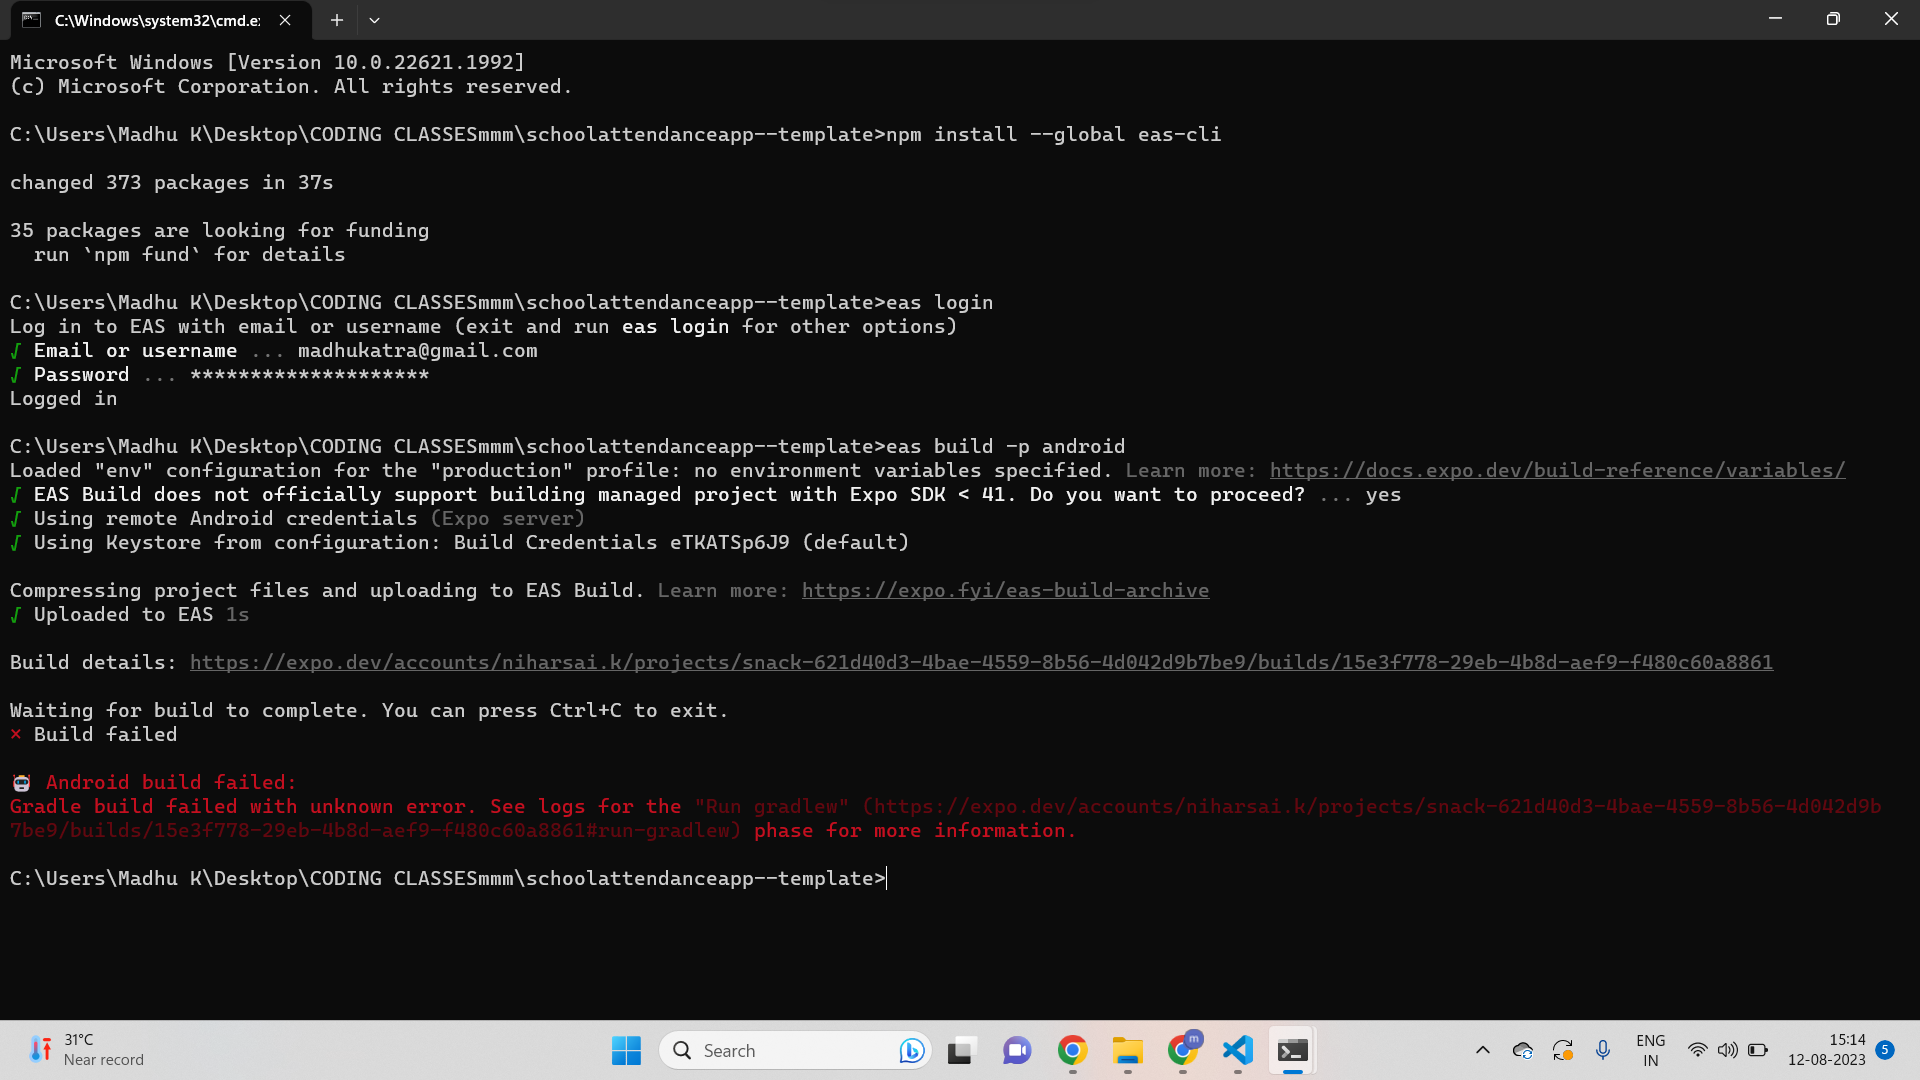 C:\Windows\system32\cmd.e
Microsoft Windows [Version 10.0.22621.1992]
(c) Microsoft Corporation. All rights reserved.
C:\Users\Madhu K\Desktop\CODING CLASSESmmm\schoolattendanceapp--template>npm install --global eas-cli
changed 373 packages in 37s
35 packages are looking for funding
run `npm fund` for details
C:\Users\Madhu K\Desktop\CODING CLASSESmmm\schoolattendanceapp--template>eas login
Log in to EAS with email or username (exit and run eas login for other options)
√ Email or username ... madhukatra@gmail.com
√ Password ... ********************
Logged in
C:\Users\Madhu K\Desktop\CODING CLASSESmmm\schoolattendanceapp--template>eas build -p android
Loaded "env" configuration for the "production" profile: no environment variables specified. Learn more: https://docs.expo.dev/build-reference/variables/
√ EAS Build does not officially support building managed project with Expo SDK < 41. Do you want to proceed? ... yes
√ Using remote Android credentials (Expo server)
√ Using Keystore from configuration: Build Credentials eTKATSp6J9 (default)
Compressing project files and uploading to EAS Build. Learn more: https://expo.fyi/eas-build-archive
√ Uploaded to EAS 1s
Build details: https://expo.dev/accounts/niharsai.k/projects/snack-621d40d3-4bae-4559-8b56-4d042d9b7be9/builds/15e3f778-29eb-4b8d-aef9-f480c60a8861
Waiting for build to complete. You can press Ctrl+C to exit.
× Build failed
🤖 Android build failed:
Gradle build failed with unknown error. See logs for the "Run gradlew" (https://expo.dev/accounts/niharsai.k/projects/snack-621d40d3-4bae-4559-8b56-4d042d9b
7be9/builds/15e3f778-29eb-4b8d-aef9-f480c60a8861#run-gradlew) phase for more information.
C:\Users\Madhu K\Desktop\CODING CLASSESmmm\schoolattendanceapp--template>
31°C
Near record
Search
m
ENG
IN
15:14
12-08-2023
5